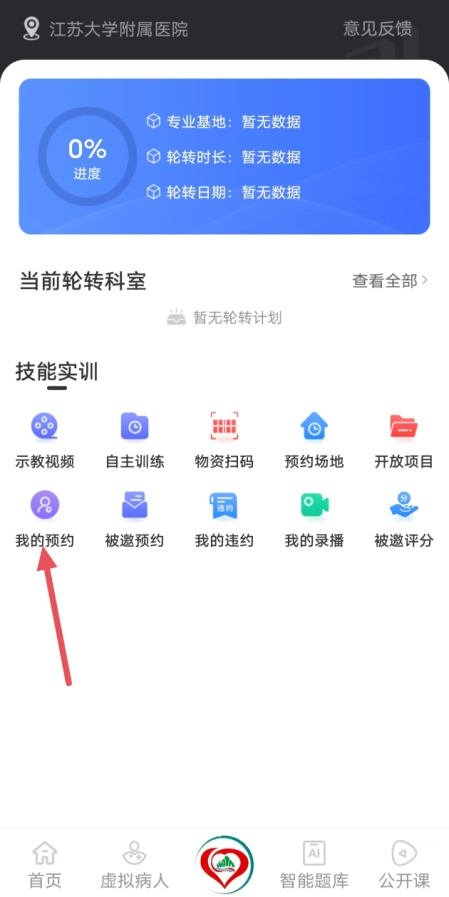 江苏大学附属医院 意见反馈
0%
进度
专业基地：暂无数据
轮转时长：暂无数据
轮转日期：暂无数据
当前轮转科室 查看全部
暂无轮转计划
技能实训
示教视频 自主训练 物资扫码 预约场地 开放项目
违约 分
我的预约 被邀预约 我的违约 我的录播 被邀评分
AI
首页 虚拟病人 智能题库 公开课